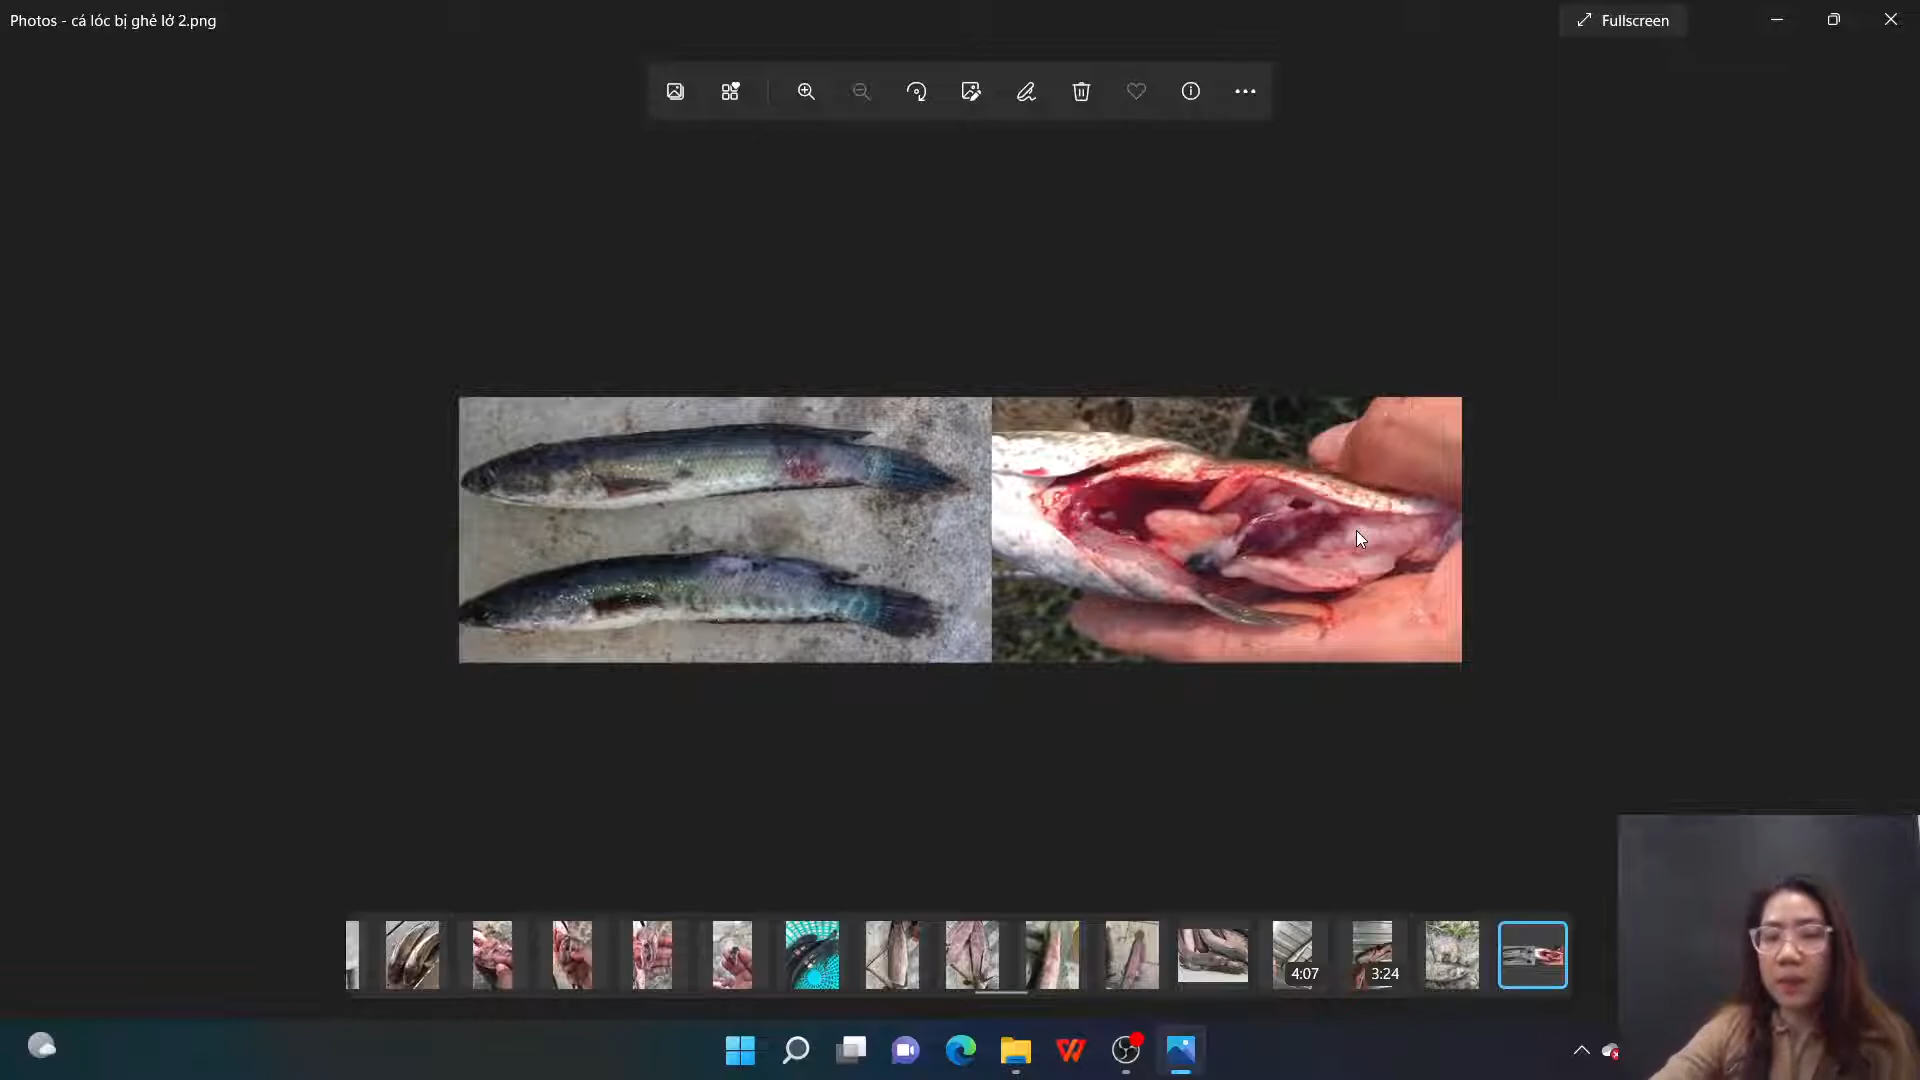 Photos - cá lóc bị ghẻ lở 2.png
Fullscreen
4:07
3:24